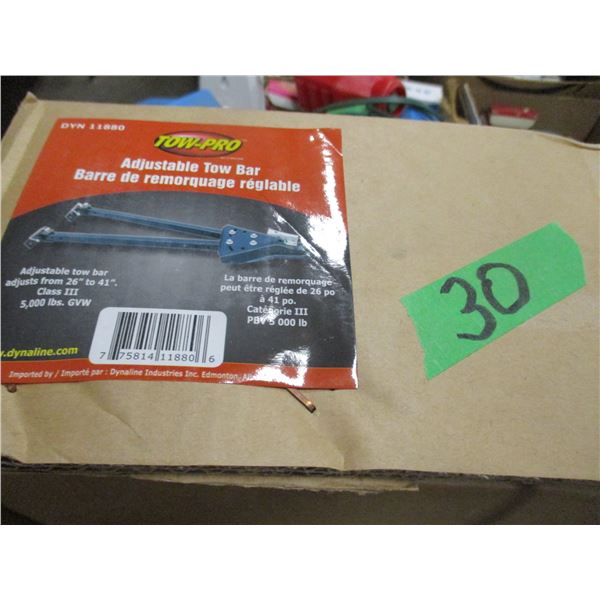 DYN 11880
TOW-PRO
Adjustable Tow Bar
Barre de remorquage réglable
Adjustable tow bar
adjusts from 26" to 41".
Class III
5,000 lbs. GVW
La barre de remorquage
peut être réglée de 26 po
à 41 po.
Catégorie III
PBV 5 000 lb
7 75814 11880 6
.dynaline.com
Imported by / Importé par : Dynaline Industries Inc. Edmonton,
30